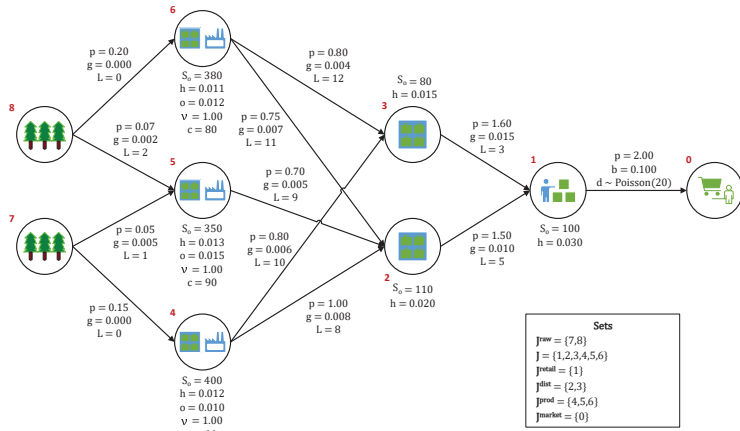 6
p = 0.20
g = 0.000
L = 0
8
S₀ = 380
h = 0.011
o = 0.012
ν = 1.00
c = 80
p = 0.80
g = 0.004
L = 12
S₀ = 80
h = 0.015
3
p = 0.75
g = 0.007
L = 11
p = 0.07
g = 0.002
L = 2
5
p = 0.70
g = 0.005
L = 9
p = 1.60
g = 0.015
L = 3
1
p = 2.00
b = 0.100
d ~ Poisson(20)
0
7
p = 0.05
g = 0.005
L = 1
S₀ = 350
h = 0.013
o = 0.015
ν = 1.00
c = 90
p = 0.80
g = 0.006
L = 10
2
S₀ = 110
h = 0.020
p = 1.50
g = 0.010
L = 5
S₀ = 100
h = 0.030
p = 0.15
g = 0.000
L = 0
4
p = 1.00
g = 0.008
L = 8
S₀ = 400
h = 0.012
o = 0.010
ν = 1.00
Sets
J^raw = {7,8}
J = {1,2,3,4,5,6}
J^retail = {1}
J^dist = {2,3}
J^prod = {4,5,6}
J^market = {0}